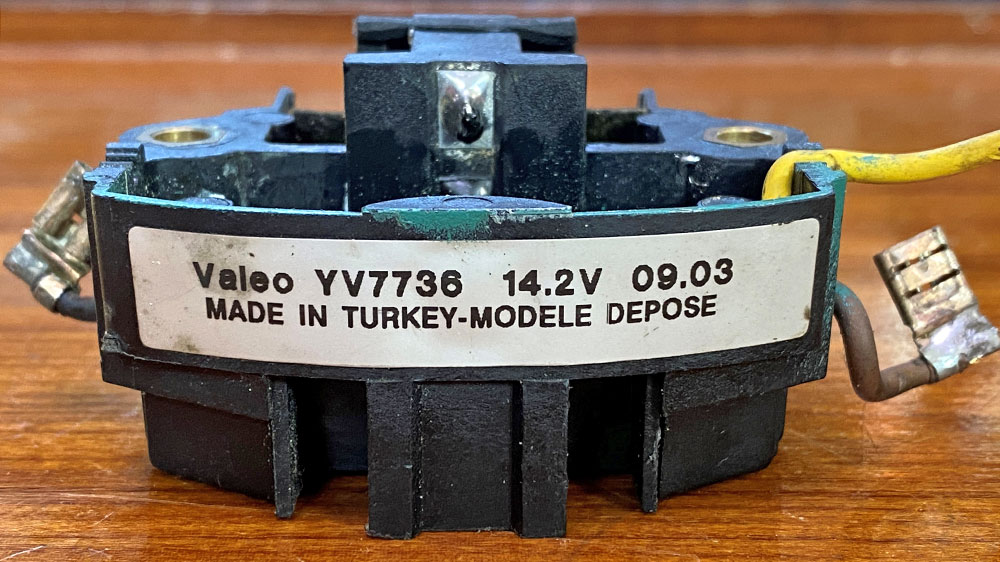 Valeo YV7736 14.2V 09.03
MADE IN TURKEY-MODELE DEPOSE